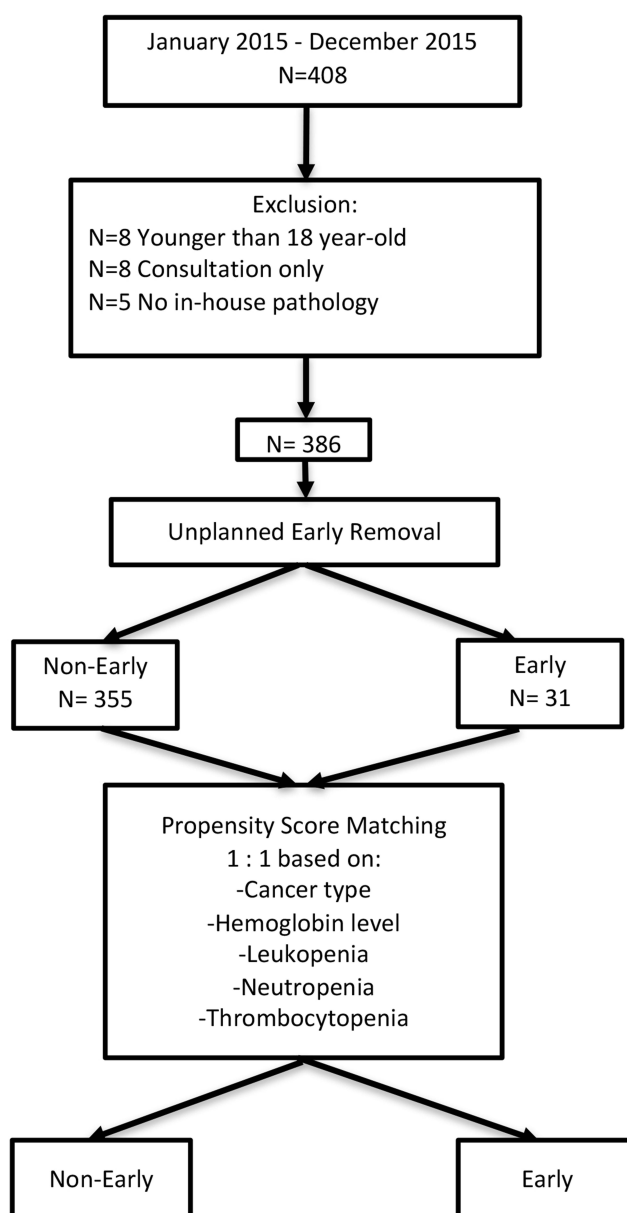 January 2015 - December 2015
N=408
Exclusion:
N=8 Younger than 18 year-old
N=8 Consultation only
N=5 No in-house pathology
N= 386
Unplanned Early Removal
Non-Early
N= 355
Early
N= 31
Propensity Score Matching
1 : 1 based on:
-Cancer type
-Hemoglobin level
-Leukopenia
-Neutropenia
-Thrombocytopenia
Non-Early
Early